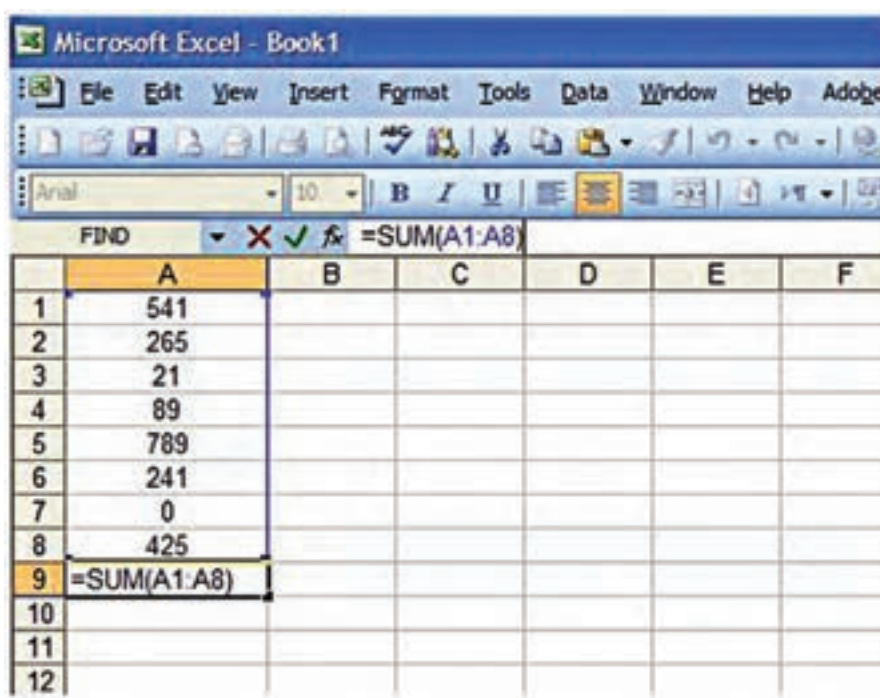 Microsoft Excel - Book1
File Edit View Insert Format Tools Data Window Help Adobe
ABC
Arial 10 B I U
FIND fx =SUM(A1:A8)
A B C D E F
1 541
2 265
3 21
4 89
5 789
6 241
7 0
8 425
9 =SUM(A1:A8)
10
11
12